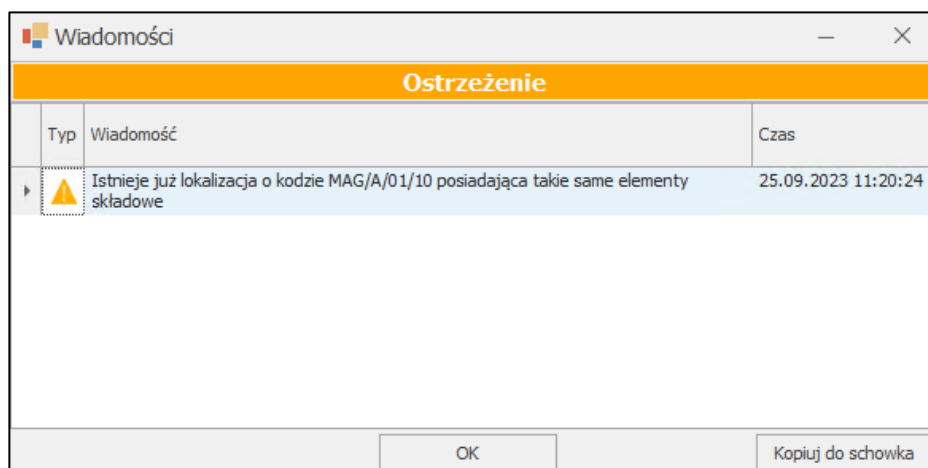 Wiadomości
Ostrzeżenie
Typ Wiadomość Czas
Istnieje już lokalizacja o kodzie MAG/A/01/10 posiadająca takie same elementy 25.09.2023 11:20:24
składowe
OK Kopiuj do schowka